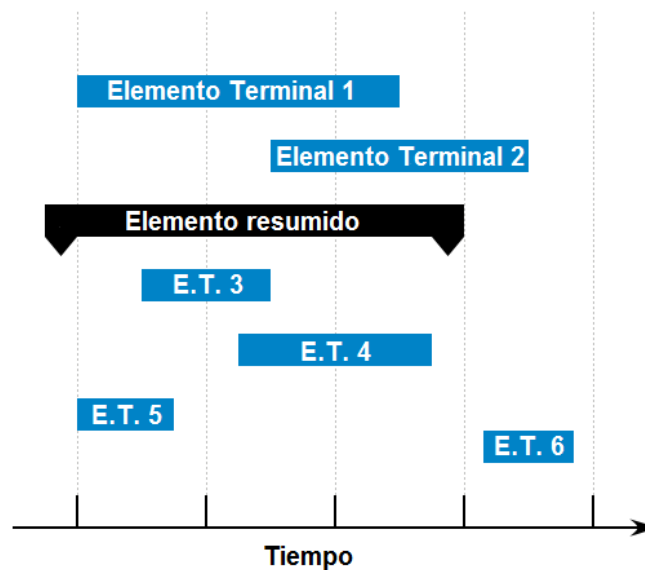 Elemento Terminal 1
Elemento Terminal 2
Elemento resumido
E.T. 3
E.T. 4
E.T. 5
E.T. 6
Tiempo